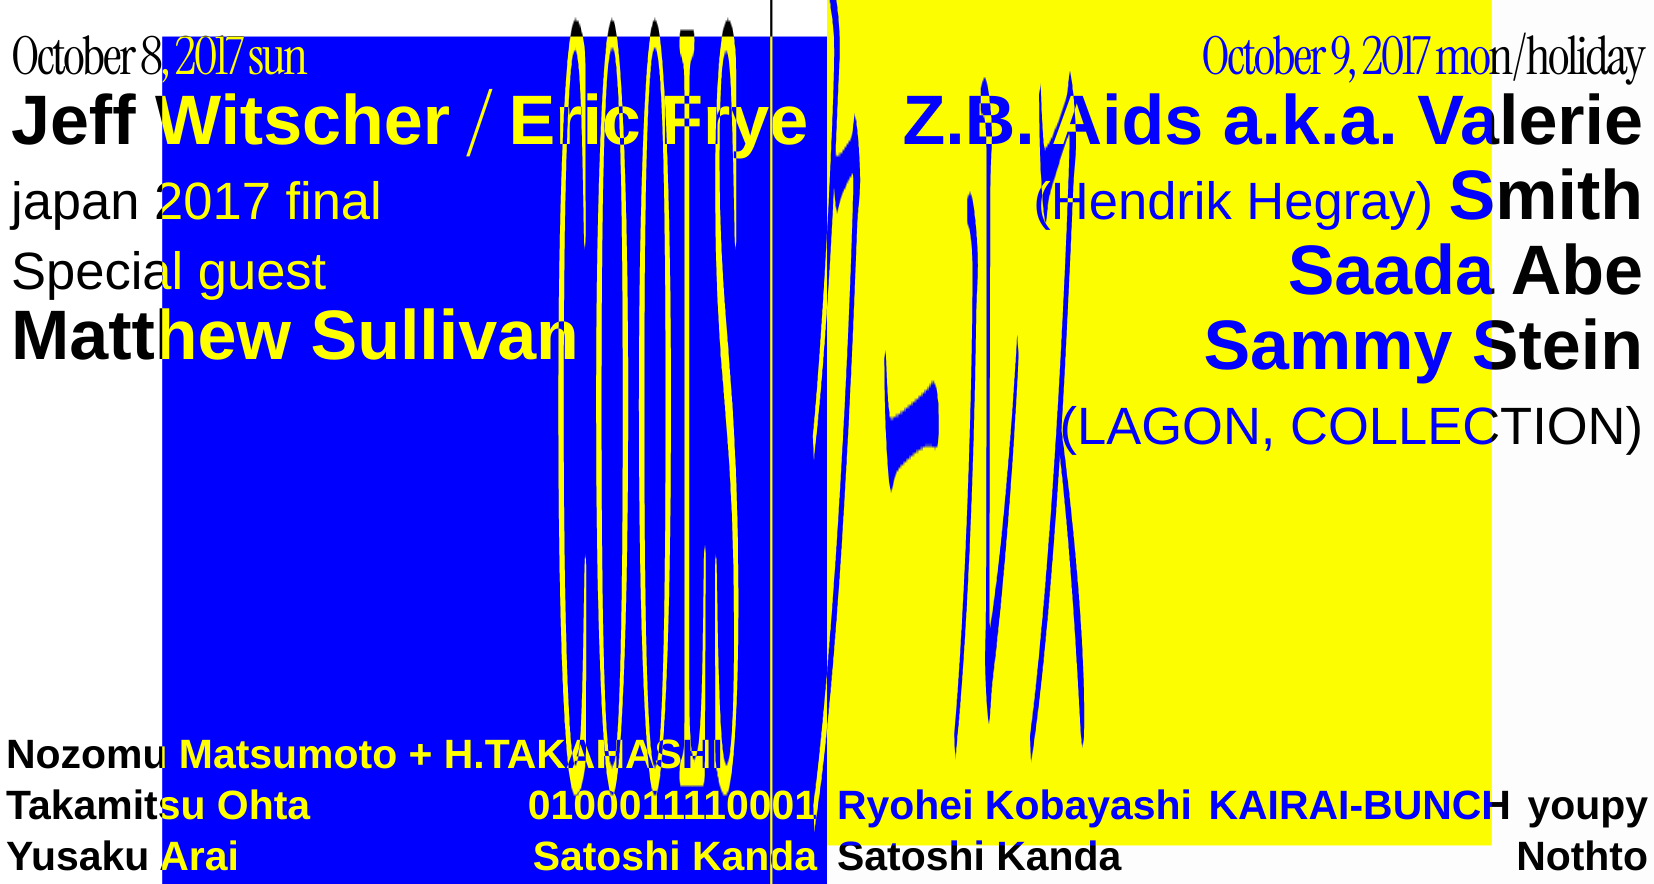 October 8, 2017 sun
Jeff Witscher / Eric Frye
japan 2017 final
Special guest
Matthew Sullivan
Nozomu Matsumoto + H.TAKAHASHI
Takamitsu Ohta
0100011110001
Yusaku Arai
Satoshi Kanda
October 9, 2017 mon/holiday
Z.B. Aids a.k.a. Valerie
(Hendrik Hegray) Smith
Saada Abe
Sammy Stein
(LAGON, COLLECTION)
Ryohei Kobayashi KAIRAI-BUNCH youpy
Satoshi Kanda
Nothto